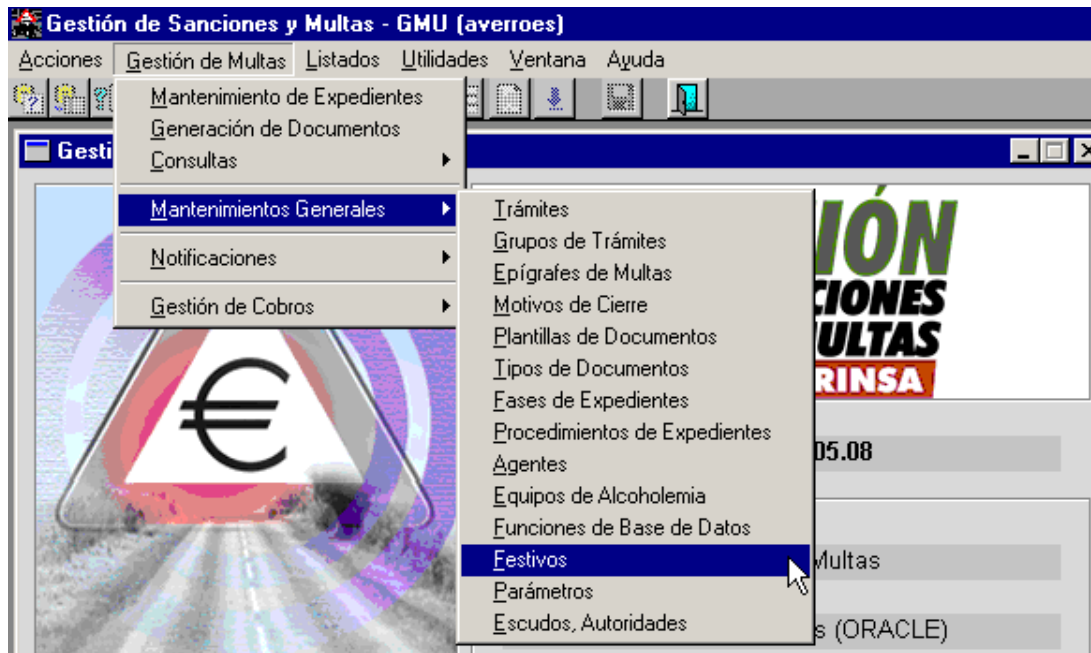 Gestión de Sanciones y Multas - GMU (averroes)
Acciones Gestión de Multas Listados Utilidades Ventana Ayuda
Mantenimiento de Expedientes
Generación de Documentos
Gesti
Consultas
Mantenimientos Generales
Notificaciones
Gestión de Cobros
Trámites
Grupos de Trámites
Epígrafes de Multas
Motivos de Cierre
Plantillas de Documentos
Tipos de Documentos
Fases de Expedientes
Procedimientos de Expedientes
Agentes
Equipos de Alcoholemia
Funciones de Base de Datos
Festivos
Parámetros
Escudos, Autoridades
IÓN
CIONES
ULTAS
RINSA
05.08
Multas
s (ORACLE)
€